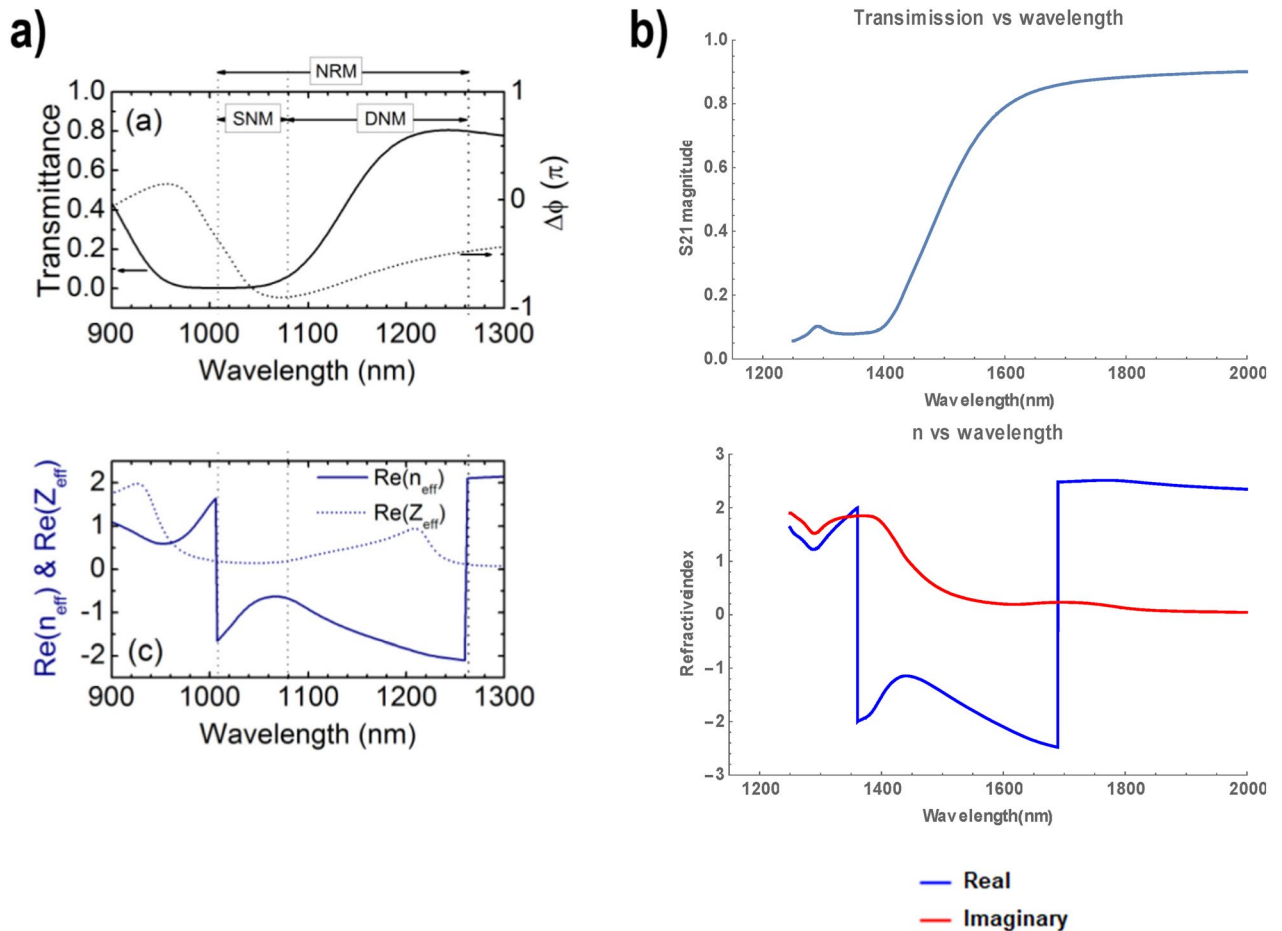 a)
NRM
SNM
DNM
(a)
1.0
0.8
0.6
0.4
0.2
0.0
Transmittance
1
0
-1
Δϕ (π)
900 1000 1100 1200 1300
Wavelength (nm)
Re(n_eff)
Re(Z_eff)
2
1
0
-1
-2
Re(n_eff) & Re(Z_eff)
(c)
900 1000 1100 1200 1300
Wavelength (nm)
b)
Transimission vs wavelength
1.0
0.8
0.6
0.4
0.2
0.0
S21 magnitude
1200 1400 1600 1800 2000
Wavelength(nm)
n vs wavelength
3
2
1
0
−1
−2
−3
Refractive index
1200 1400 1600 1800 2000
Wavelength(nm)
Real
Imaginary